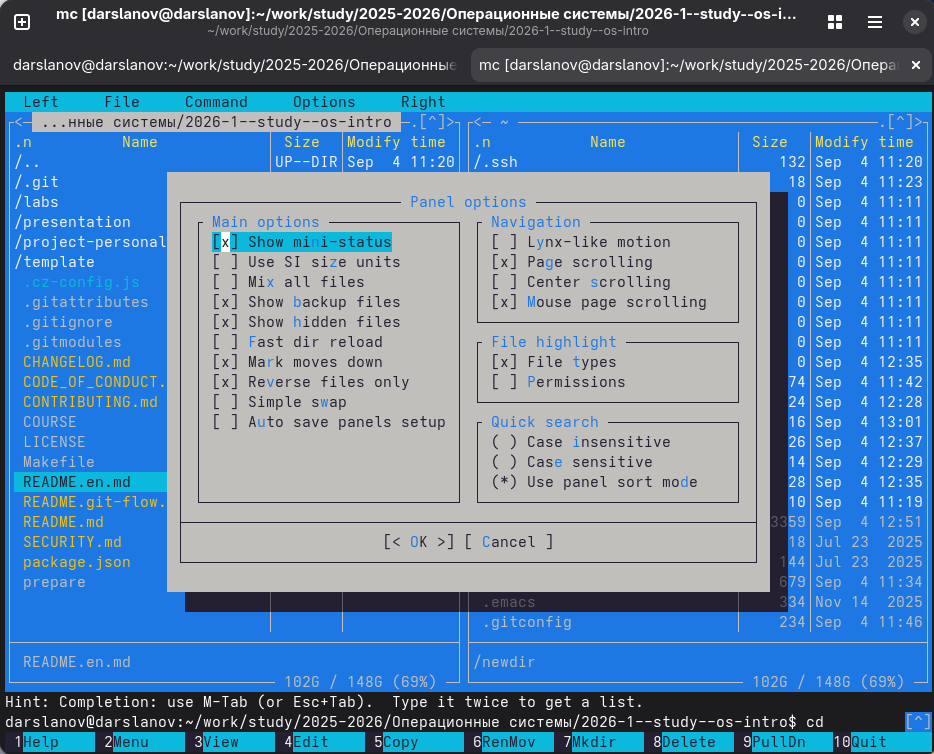 mc [darslanov@darslanov]:~/work/study/2025-2026/Операционные системы/2026-1--study--os-i...
~/work/study/2025-2026/Операционные системы/2026-1--study--os-intro
darslanov@darslanov:~/work/study/2025-2026/Операционные mc [darslanov@darslanov]:~/work/study/2025-2026/Опера
Left File Command Options Right
<— ...нные системы/2026-1--study--os-intro —.[^]> <— ~ —.[^]>
.n Name Size Modify time .n Name Size Modify time
/.. UP--DIR Sep 4 11:20 /.ssh 132 Sep 4 11:20
/.git 18 Sep 4 11:23
/labs Panel options 0 Sep 4 11:11
/presentation Main options Navigation 0 Sep 4 11:11
/project-personal [x] Show mini-status [ ] Lynx-like motion 0 Sep 4 11:11
/template [ ] Use SI size units [x] Page scrolling 0 Sep 4 11:11
.cz-config.js [ ] Mix all files [ ] Center scrolling 0 Sep 4 11:11
.gitattributes [x] Show backup files [x] Mouse page scrolling 0 Sep 4 11:11
.gitignore [x] Show hidden files 0 Sep 4 11:11
.gitmodules [ ] Fast dir reload File highlight 0 Sep 4 11:11
CHANGELOG.md [x] Mark moves down [x] File types 0 Sep 4 12:35
CODE_OF_CONDUCT. [x] Reverse files only [ ] Permissions 74 Sep 4 11:42
CONTRIBUTING.md [ ] Simple swap 24 Sep 4 12:28
COURSE [ ] Auto save panels setup Quick search 16 Sep 4 13:01
LICENSE ( ) Case insensitive 26 Sep 4 12:37
Makefile ( ) Case sensitive 14 Sep 4 12:29
README.en.md (*) Use panel sort mode 28 Sep 4 12:35
README.git-flow. 10 Sep 4 11:19
README.md 3359 Sep 4 12:51
SECURITY.md [< OK >] [ Cancel ] 18 Jul 23 2025
package.json 144 Jul 23 2025
prepare 679 Sep 4 11:34
.emacs 334 Nov 14 2025
.gitconfig 234 Sep 4 11:46
README.en.md /newdir
102G / 148G (69%) 102G / 148G (69%)
Hint: Completion: use M-Tab (or Esc+Tab). Type it twice to get a list.
darslanov@darslanov:~/work/study/2025-2026/Операционные системы/2026-1--study--os-intro$ cd [^]
1Help 2Menu 3View 4Edit 5Copy 6RenMov 7Mkdir 8Delete 9PullDn 10Quit